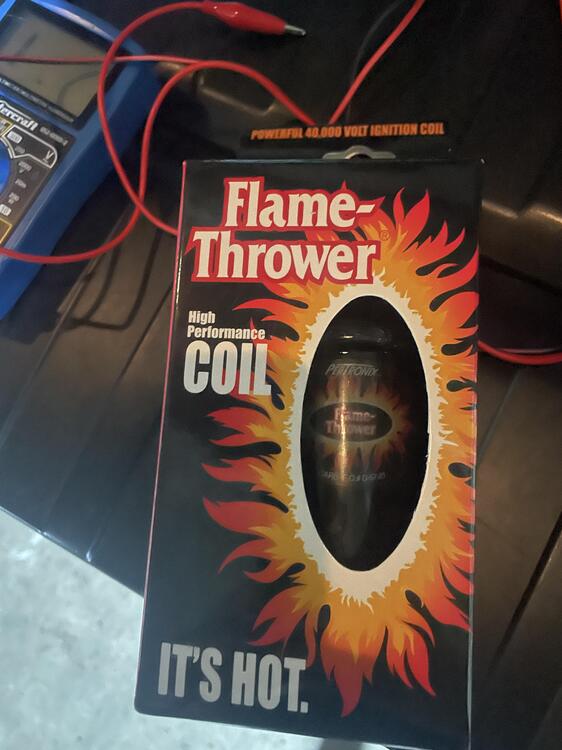 POWERFUL 40,000 VOLT IGNITION COIL
Flame-
Thrower®
High
Performance
COIL
PERTRONIX
Flame-
Thrower
IT'S HOT.